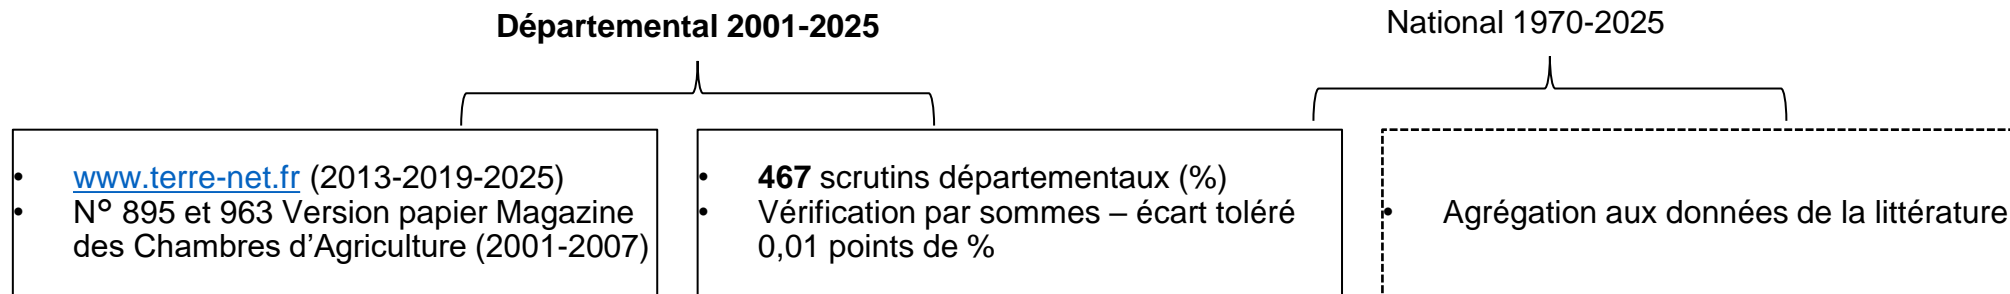 Départemental 2001-2025
National 1970-2025
• www.terre-net.fr (2013-2019-2025)
• N° 895 et 963 Version papier Magazine
des Chambres d’Agriculture (2001-2007)
• 467 scrutins départementaux (%)
• Vérification par sommes – écart toléré
0,01 points de %
• Agrégation aux données de la littérature